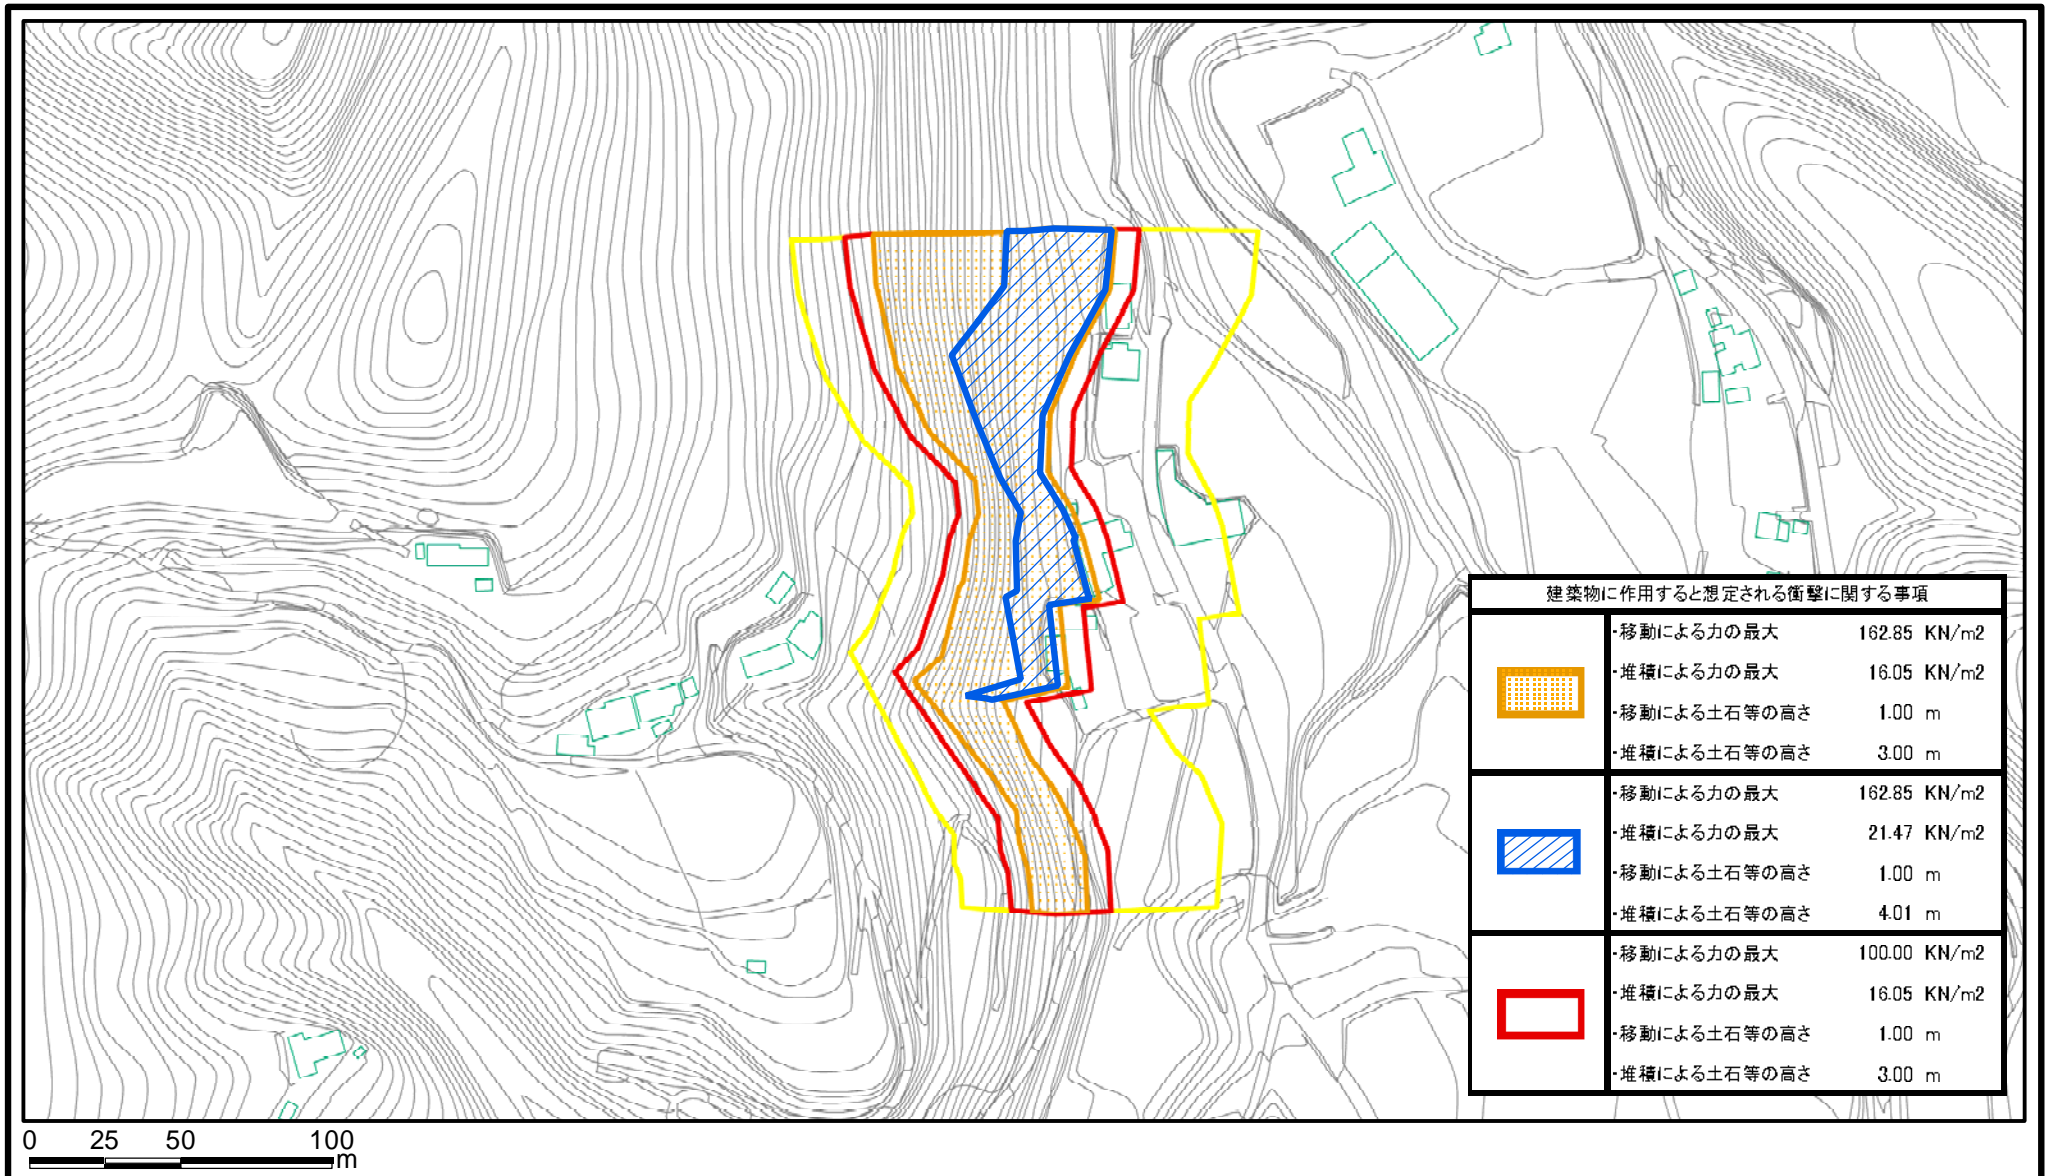 建築物に作用すると想定される衝撃に関する事項
・移動による力の最大 162.85 KN/m2
・堆積による力の最大 16.05 KN/m2
・移動による土石等の高さ 1.00 m
・堆積による土石等の高さ 3.00 m
・移動による力の最大 162.85 KN/m2
・堆積による力の最大 21.47 KN/m2
・移動による土石等の高さ 1.00 m
・堆積による土石等の高さ 4.01 m
・移動による力の最大 100.00 KN/m2
・堆積による力の最大 16.05 KN/m2
・移動による土石等の高さ 1.00 m
・堆積による土石等の高さ 3.00 m
0 25 50 100
m